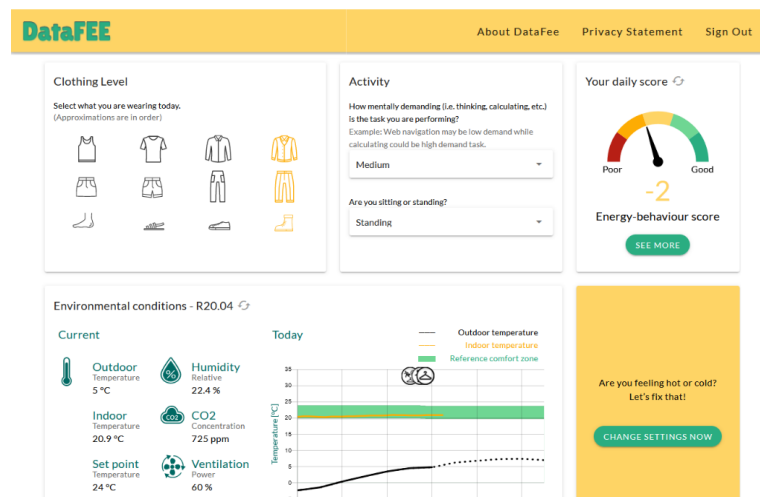 DataFEE
About DataFee Privacy Statement Sign Out
Clothing Level
Select what you are wearing today.
(Approximations are in order)
Activity
How mentally demanding (i.e. thinking, calculating, etc.)
is the task you are performing?
Example: Web navigation may be low demand while
calculating could be high demand task.
Medium
Are you sitting or standing?
Standing
Your daily score
Poor Good
-2
Energy-behaviour score
SEE MORE
Environmental conditions - R20.04
Current
Outdoor
Temperature
5 °C
Humidity
Relative
22.4 %
Indoor
Temperature
20.9 °C
CO2
CO2
Concentration
725 ppm
Set point
Temperature
24 °C
Ventilation
Power
60 %
Today
Outdoor temperature
Indoor temperature
Reference comfort zone
Temperature [°C]
35
30
25
20
15
10
5
0
Are you feeling hot or cold?
Let's fix that!
CHANGE SETTINGS NOW